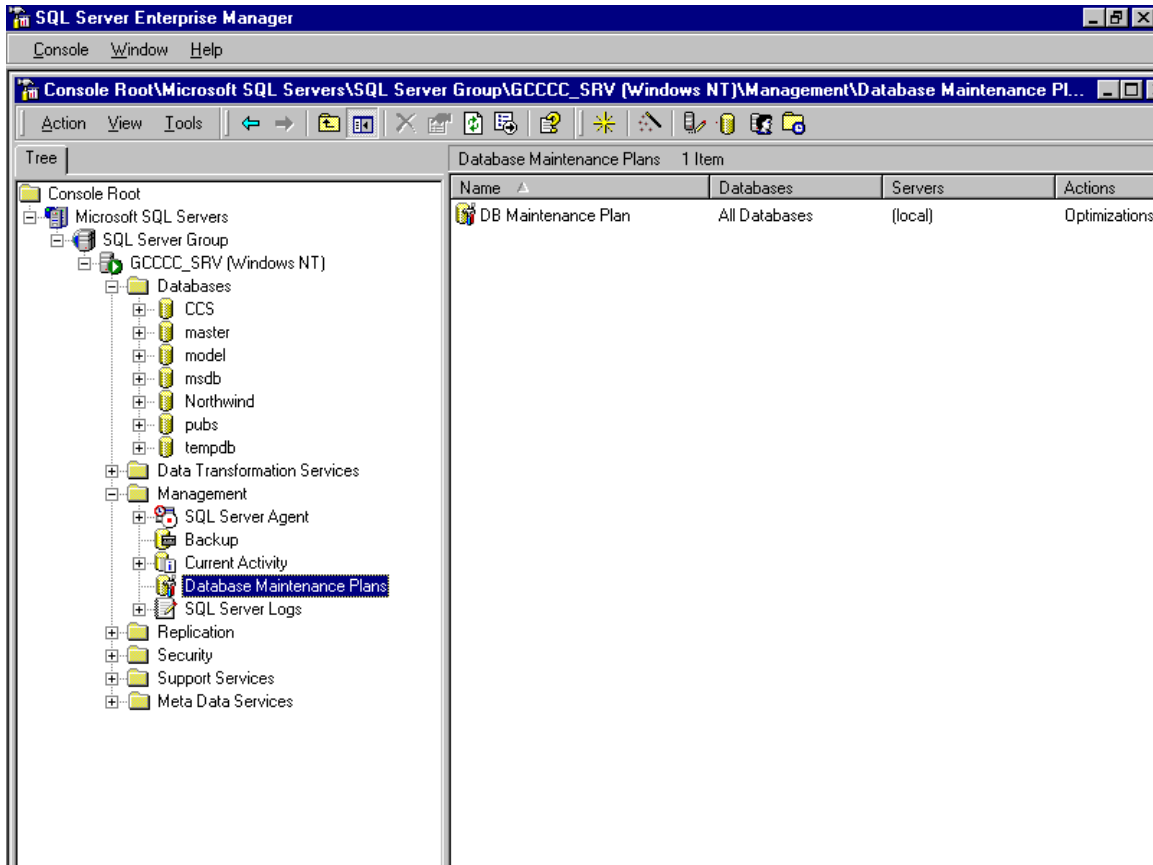 SQL Server Enterprise Manager
Console Window Help
Console Root\Microsoft SQL Servers\SQL Server Group\GCCCC_SRV (Windows NT)\Management\Database Maintenance Pl...
Action View Tools
Tree
Database Maintenance Plans 1 Item
Name Databases Servers Actions
DB Maintenance Plan All Databases (local) Optimizations
Console Root
Microsoft SQL Servers
SQL Server Group
GCCCC_SRV (Windows NT)
Databases
CCS
master
model
msdb
Northwind
pubs
tempdb
Data Transformation Services
Management
SQL Server Agent
Backup
Current Activity
Database Maintenance Plans
SQL Server Logs
Replication
Security
Support Services
Meta Data Services